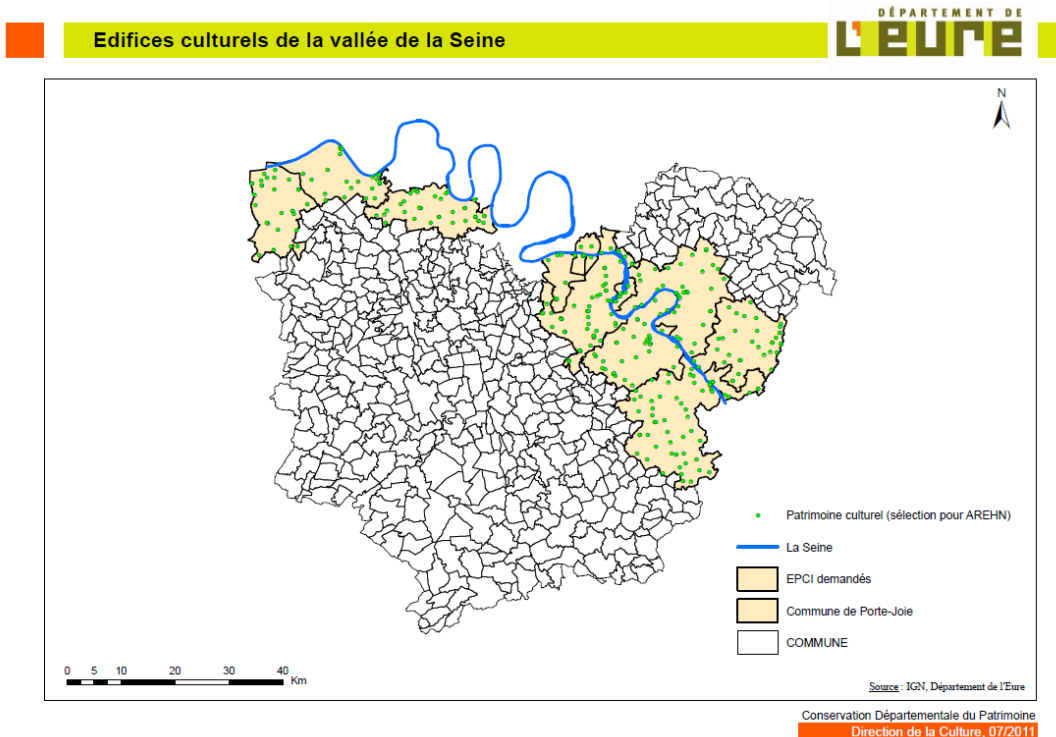 DÉPARTEMENT DE
L'EURE
Edifices culturels de la vallée de la Seine
N
Patrimoine culturel (sélection pour AREHN)
La Seine
EPCI demandés
Commune de Porte-Joie
COMMUNE
0 5 10 20 30 40
Km
Source : IGN, Département de l'Eure
Conservation Départementale du Patrimoine
Direction de la Culture, 07/2011